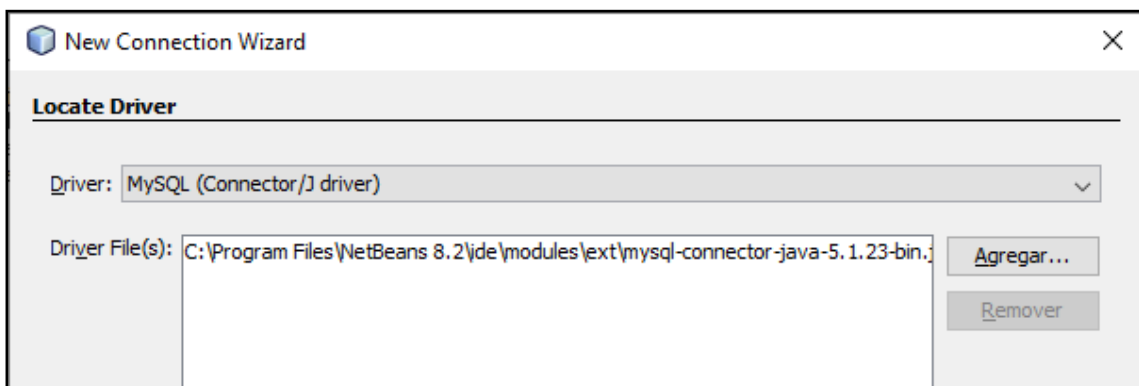 New Connection Wizard
Locate Driver
Driver: MySQL (Connector/J driver)
Driver File(s): C:\Program Files\NetBeans 8.2\ide\modules\ext\mysql-connector-java-5.1.23-bin.j Agregar...
Remover